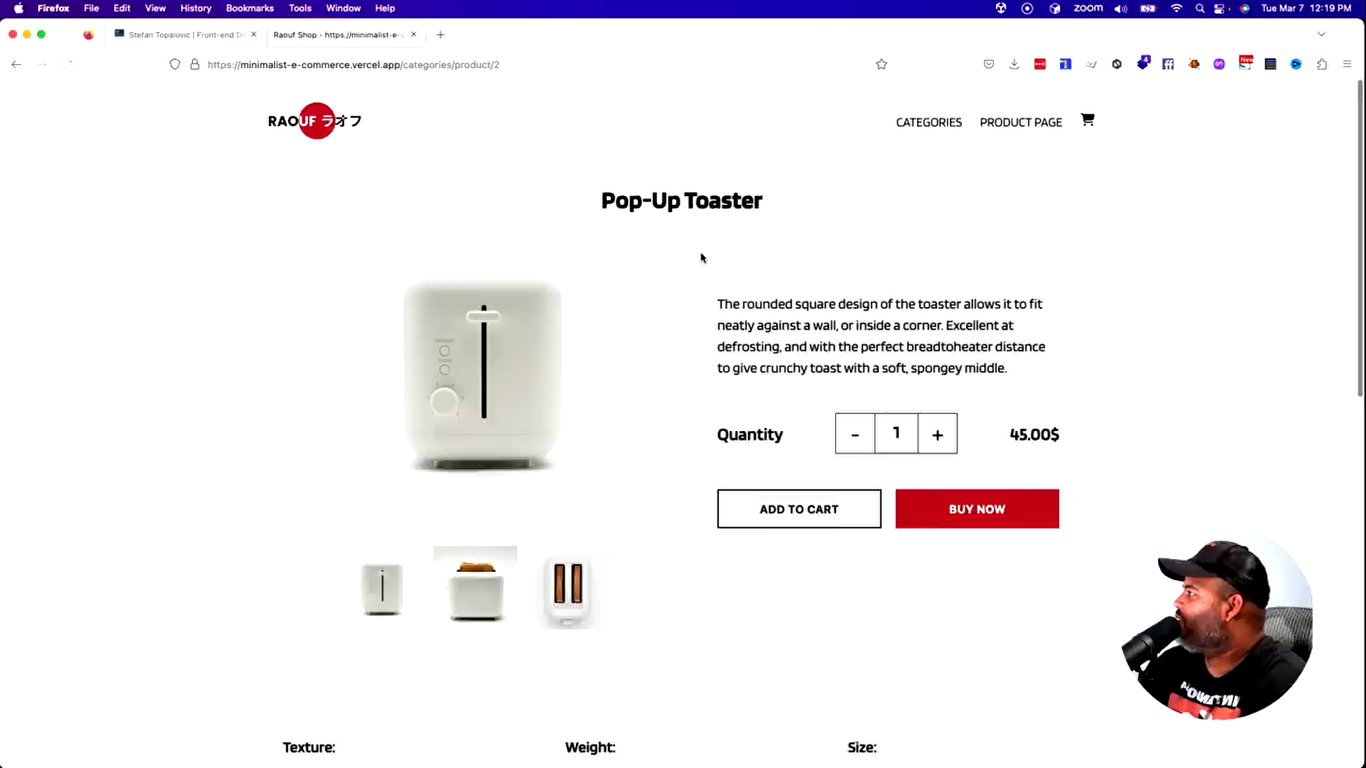 Firefox File Edit View History Bookmarks Tools Window Help
zoom
Tue Mar 7 12:19 PM
Stefan Topalovic | Front-end D
Raouf Shop - https://minimalist-e-c
https://minimalist-e-commerce.vercel.app/categories/product/2
4
New
RAOUF ラオフ
CATEGORIES PRODUCT PAGE
Pop-Up Toaster
The rounded square design of the toaster allows it to fit
neatly against a wall, or inside a corner. Excellent at
defrosting, and with the perfect breadtoheater distance
to give crunchy toast with a soft, spongey middle.
Quantity - 1 + 45.00$
ADD TO CART BUY NOW
Texture: Weight: Size: